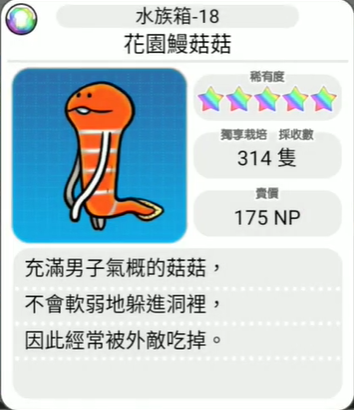 水族箱-18
花園鰻菇菇
稀有度
獨享栽培 採收數
314 隻
賣價
175 NP
充滿男子氣概的菇菇，
不會軟弱地躲進洞裡，
因此經常被外敵吃掉。